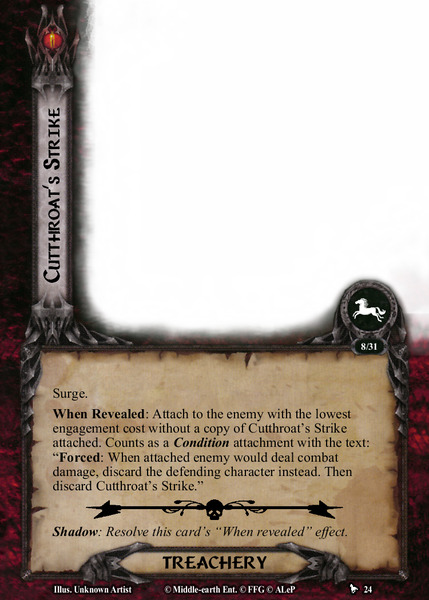 CUTTHROAT'S STRIKE
8/31
Surge.
When Revealed: Attach to the enemy with the lowest
engagement cost without a copy of Cutthroat's Strike
attached. Counts as a Condition attachment with the text:
“Forced: When attached enemy would deal combat
damage, discard the defending character instead. Then
discard Cutthroat's Strike.”
Shadow: Resolve this card's “When revealed” effect.
TREACHERY
Illus. Unknown Artist © Middle-earth Ent. © FFG © ALeP 24